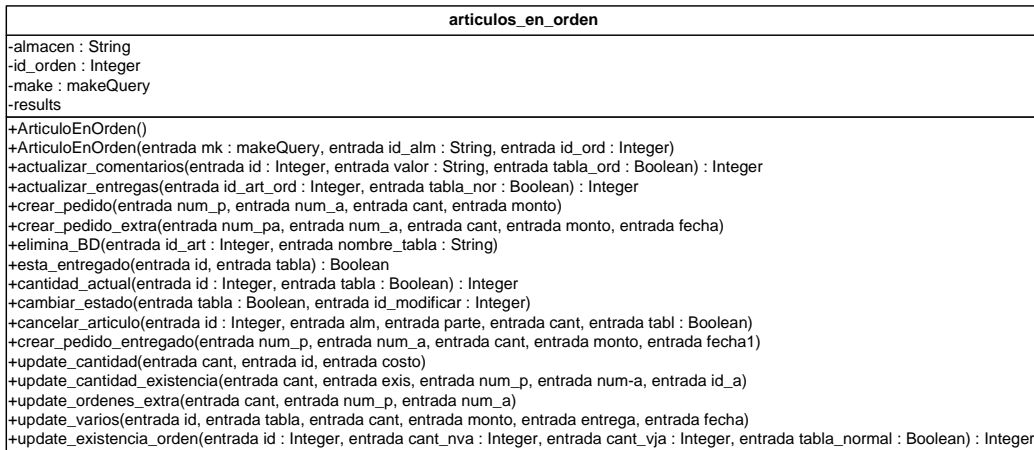 articulos_en_orden
-almacen : String
-id_orden : Integer
-make : makeQuery
-results
+ArticuloEnOrden()
+ArticuloEnOrden(entrada mk : makeQuery, entrada id_alm : String, entrada id_ord : Integer)
+actualizar_comentarios(entrada id : Integer, entrada valor : String, entrada tabla_ord : Boolean) : Integer
+actualizar_entregas(entrada id_art_ord : Integer, entrada tabla_nor : Boolean) : Integer
+crear_pedido(entrada num_p, entrada num_a, entrada cant, entrada monto)
+crear_pedido_extra(entrada num_pa, entrada num_a, entrada cant, entrada monto, entrada fecha)
+elimina_BD(entrada id_art : Integer, entrada nombre_tabla : String)
+esta_entregado(entrada id, entrada tabla) : Boolean
+cantidad_actual(entrada id : Integer, entrada tabla : Boolean) : Integer
+cambiar_estado(entrada tabla : Boolean, entrada id_modificar : Integer)
+cancelar_articulo(entrada id : Integer, entrada alm, entrada parte, entrada cant, entrada tabl : Boolean)
+crear_pedido_entregado(entrada num_p, entrada num_a, entrada cant, entrada monto, entrada fecha1)
+update_cantidad(entrada cant, entrada id, entrada costo)
+update_cantidad_existencia(entrada cant, entrada exis, entrada num_p, entrada num-a, entrada id_a)
+update_ordenes_extra(entrada cant, entrada num_p, entrada num_a)
+update_varios(entrada id, entrada tabla, entrada cant, entrada monto, entrada entrega, entrada fecha)
+update_existencia_orden(entrada id : Integer, entrada cant_nva : Integer, entrada cant_vja : Integer, entrada tabla_normal : Boolean) : Integer